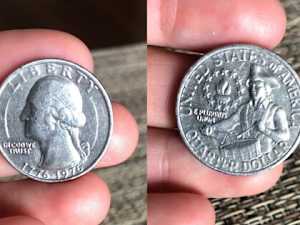 LIBERTY
IN GOD WE TRUST
1776-1976
UNITED STATES OF AMERICA
E PLURIBUS UNUM
QUARTER DOLLAR